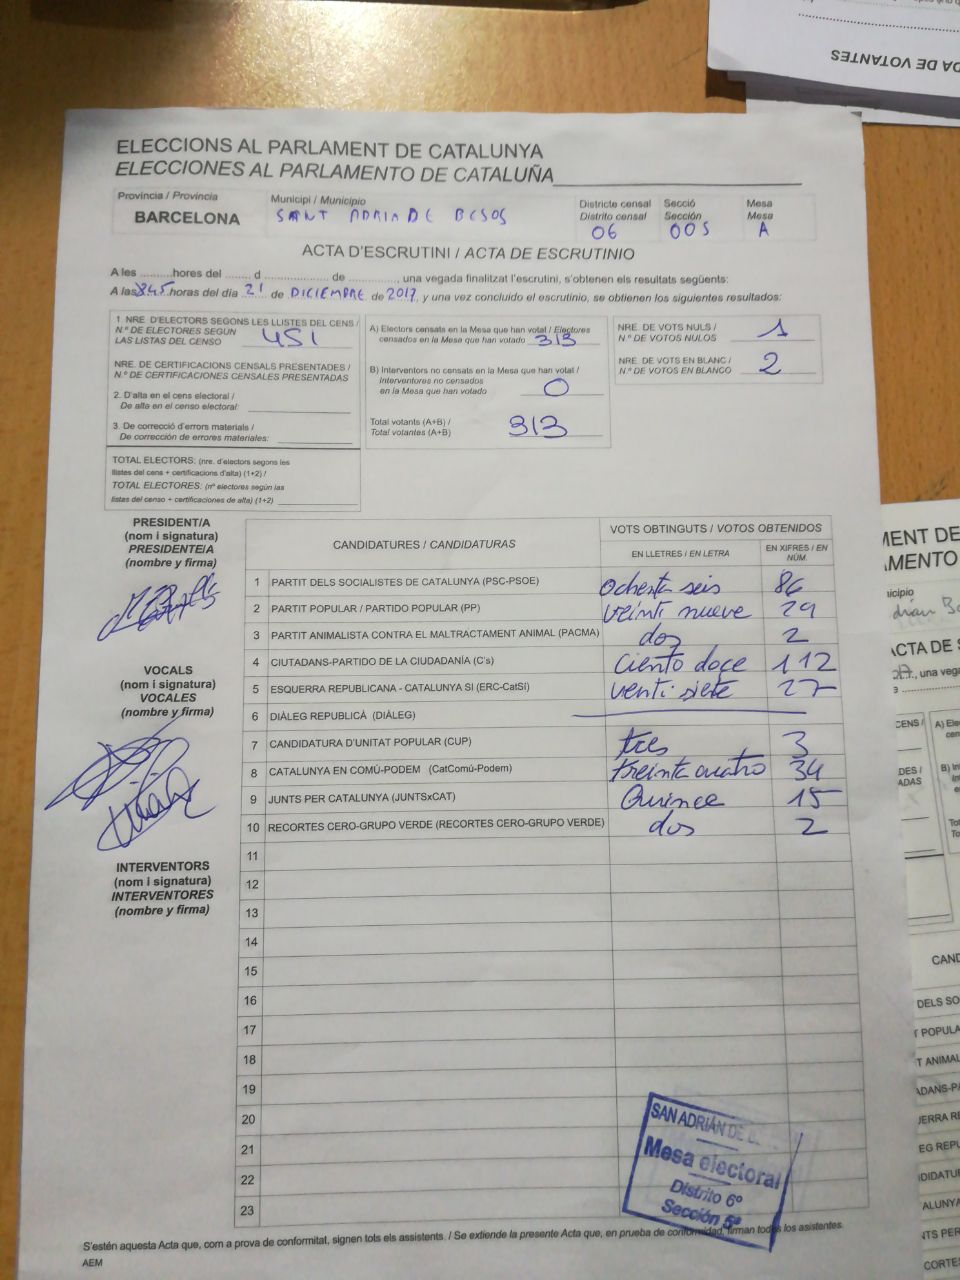 DA DE VOTANTES
ELECCIONS AL PARLAMENT DE CATALUNYA
ELECCIONES AL PARLAMENTO DE CATALUÑA
Provincia / Provincia
BARCELONA
Municipi / Municipio
SANT ADRIA DE BESOS
Districte censal
Distrito censal
06
Secció
Sección
005
Mesa
Mesa
A
ACTA D'ESCRUTINI / ACTA DE ESCRUTINIO
A les ..........hores del ........ d .................... de ................, una vegada finalitzat l'escrutini, s'obtenen els resultats següents:
A las 845 horas del día 21 de DICIEMBRE de 2017, y una vez concluido el escrutinio, se obtienen los siguientes resultados:
1. NRE. D'ELECTORS SEGONS LES LLISTES DEL CENS /
N.º DE ELECTORES SEGÚN
LAS LISTAS DEL CENSO 451
NRE. DE CERTIFICACIONS CENSALS PRESENTADES /
N.º DE CERTIFICACIONES CENSALES PRESENTADAS
2. D'alta en el cens electoral /
De alta en el censo electoral:
3. De correcció d'errors materials /
De corrección de errores materiales:
TOTAL ELECTORS: (nre. d'electors segons les
llistes del cens + certificacions d'alta) (1+2) /
TOTAL ELECTORES: (nº electores según las
listas del censo + certificaciones de alta) (1+2)
A) Electors censats en la Mesa que han votat / Electores
censados en la Mesa que han votado 313
B) Interventors no censats en la Mesa que han votat /
Interventores no censados
en la Mesa que han votado 0
Total votants (A+B) /
Total votantes (A+B) 313
NRE. DE VOTS NULS /
N.º DE VOTOS NULOS 1
NRE. DE VOTS EN BLANC /
N.º DE VOTOS EN BLANCO 2
PRESIDENT/A
(nom i signatura)
PRESIDENTE/A
(nombre y firma)
VOCALS
(nom i signatura)
VOCALES
(nombre y firma)
INTERVENTORS
(nom i signatura)
INTERVENTORES
(nombre y firma)
CANDIDATURES / CANDIDATURAS
VOTS OBTINGUTS / VOTOS OBTENIDOS
EN LLETRES / EN LETRA
EN XIFRES / EN NÚM.
1 PARTIT DELS SOCIALISTES DE CATALUNYA (PSC-PSOE) ochenta seis 86
2 PARTIT POPULAR / PARTIDO POPULAR (PP) veinti nueve 29
3 PARTIT ANIMALISTA CONTRA EL MALTRACTAMENT ANIMAL (PACMA) dos 2
4 CIUTADANS-PARTIDO DE LA CIUDADANÍA (C's) Ciento doce 112
5 ESQUERRA REPUBLICANA - CATALUNYA SI (ERC-CatSí) venti siete 27
6 DIÀLEG REPUBLICÀ (DIÀLEG)
7 CANDIDATURA D'UNITAT POPULAR (CUP) tres 3
8 CATALUNYA EN COMÚ-PODEM (CatComú-Podem) treinta cuatro 34
9 JUNTS PER CATALUNYA (JUNTSxCAT) Quince 15
10 RECORTES CERO-GRUPO VERDE (RECORTES CERO-GRUPO VERDE) dos 2
11
12
13
14
15
16
17
18
19
20
21
22
23
SAN ADRIÁN DE
Mesa electoral
Distrito 6º
Sección 5ª
S'estén aquesta Acta que, com a prova de conformitat, signen tots els assistents. / Se extiende la presente Acta que, en prueba de conformidad, firman todos los asistentes.
AEM
MENT DE
AMENTO
nicipio
ACTA DE
, una vega
CENS /
A) Ele
cen
DES /
ADAS
B) In
Tot
To
CAND
DELS SO
T POPULA
T ANIMAL
ADANS-PA
ERRA RE
EG REPU
DIDATUR
ALUNYA
TS PER
CORTES